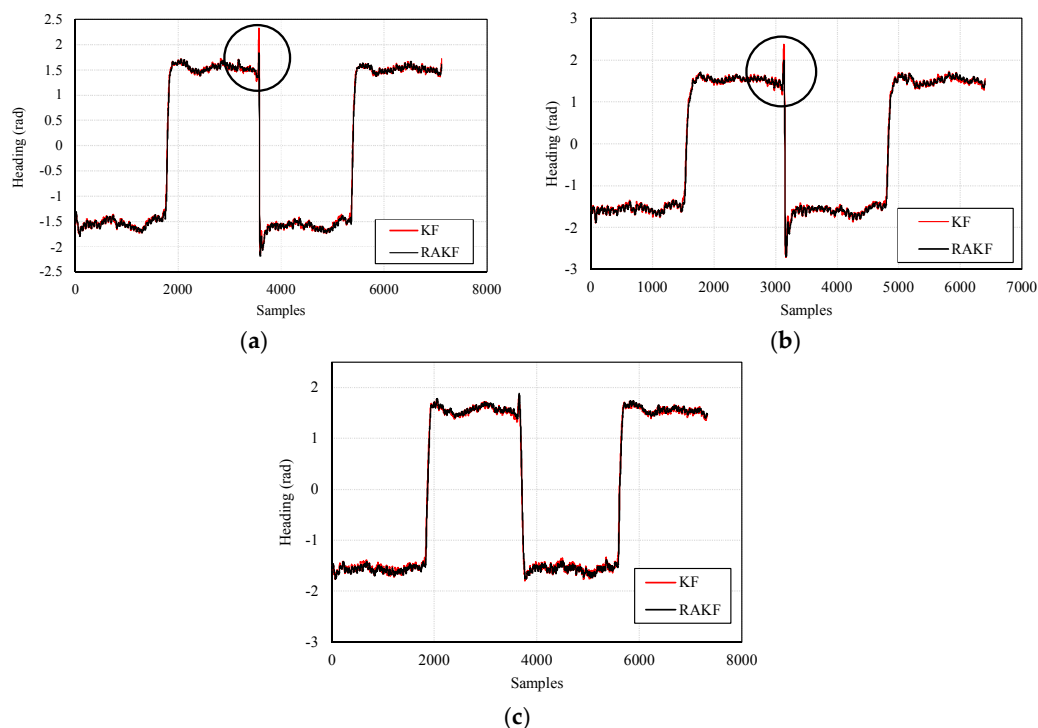 2.5
2
1.5
1
0.5
0.0
-0.5
-1
-1.5
-2
-2.5
Heading (rad)
KF
RAKF
0 2000 4000 6000 8000
Samples
(a)
3
2
1
0
-1
-2
-3
Heading (rad)
KF
RAKF
0 1000 2000 3000 4000 5000 6000 7000
Samples
(b)
2
1
0
-1
-2
-3
Heading (rad)
KF
RAKF
0 2000 4000 6000 8000
Samples
(c)